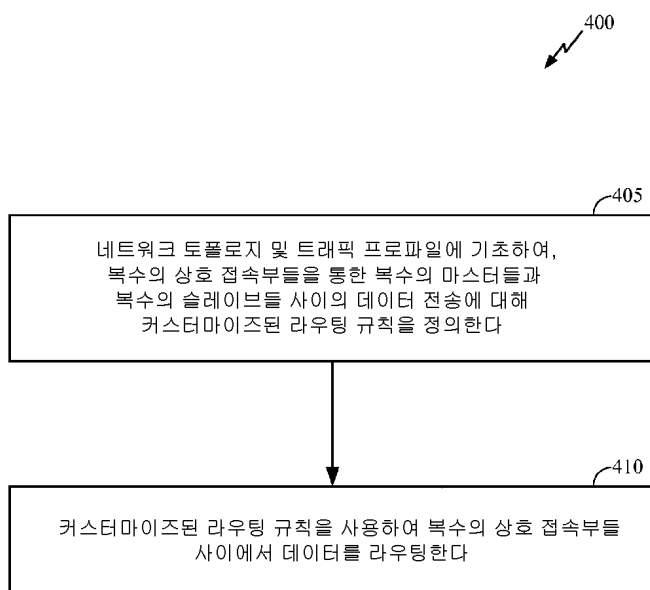 400
405
네트워크 토폴로지 및 트래픽 프로파일에 기초하여,
복수의 상호 접속부들을 통한 복수의 마스터들과
복수의 슬레이브들 사이의 데이터 전송에 대해
커스터마이즈된 라우팅 규칙을 정의한다
410
커스터마이즈된 라우팅 규칙을 사용하여 복수의 상호 접속부들
사이에서 데이터를 라우팅한다